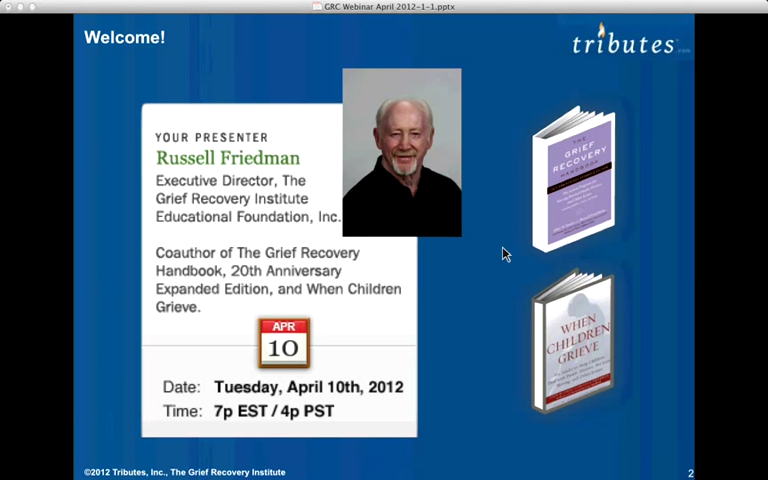 GRC Webinar April 2012-1-1.pptx
Welcome!
tributes.com
YOUR PRESENTER
Russell Friedman
Executive Director, The
Grief Recovery Institute
Educational Foundation, Inc.
Coauthor of The Grief Recovery
Handbook, 20th Anniversary
Expanded Edition, and When Children
Grieve.
APR
10
Date: Tuesday, April 10th, 2012
Time: 7p EST / 4p PST
THE
GRIEF
RECOVERY
HANDBOOK
WHEN
CHILDREN
GRIEVE
©2012 Tributes, Inc., The Grief Recovery Institute
2